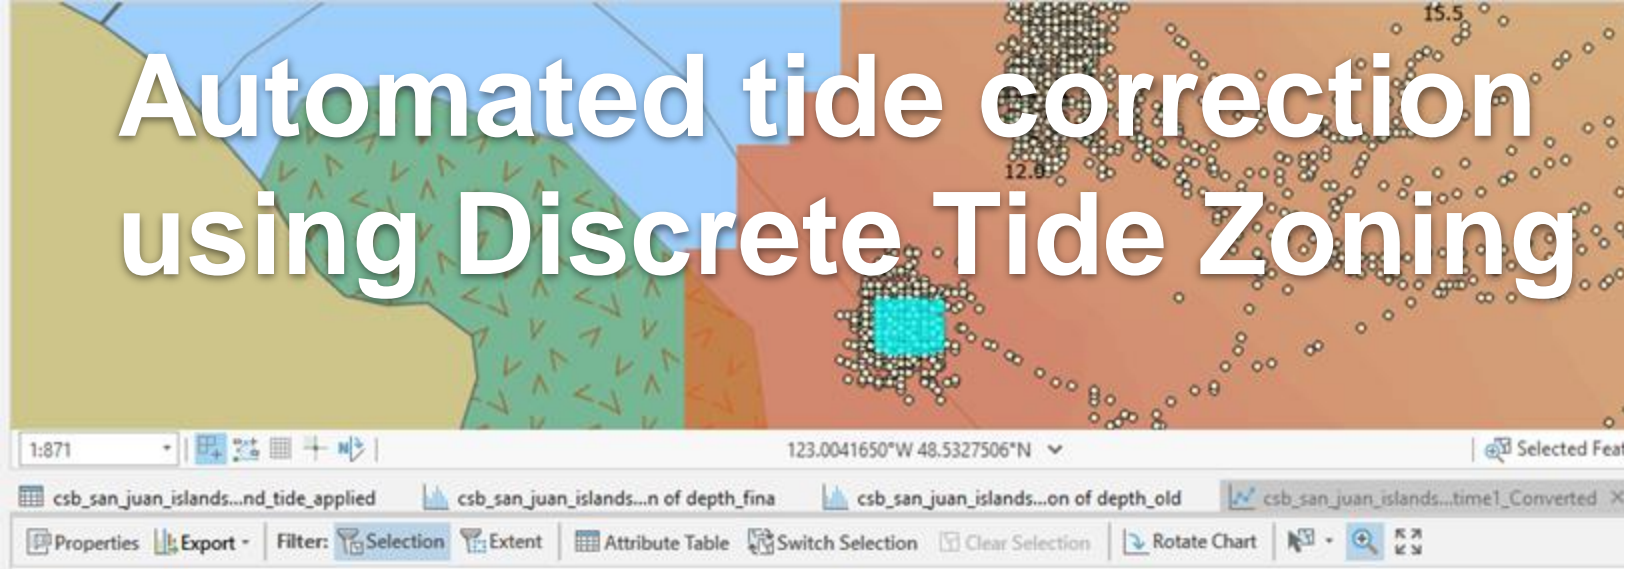 15.5
Automated tide correction
12.0
using Discrete Tide Zoning
1:871
123.0041650°W 48.5327506°N
Selected Feat
csb_san_juan_islands...nd_tide_applied
csb_san_juan_islands...n of depth_fina
csb_san_juan_islands...on of depth_old
csb_san_juan_islands...time1_Converted
Properties Export Filter: Selection Extent Attribute Table Switch Selection Clear Selection Rotate Chart